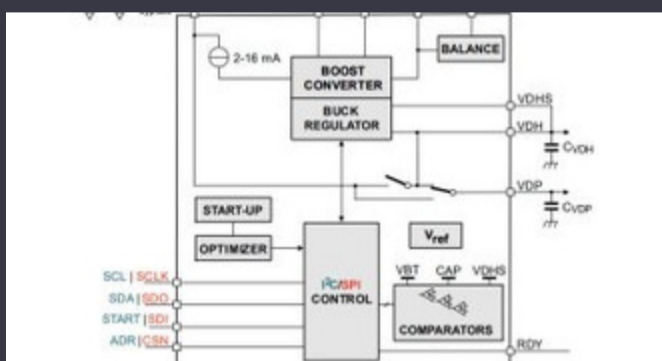 2-16 mA
BALANCE
BOOST
CONVERTER
BUCK
REGULATOR
VDHS
VDH
CVDH
VDP
CVDP
START-UP
OPTIMIZER
Vref
I²C/SPI
CONTROL
VBT CAP VDHS
COMPARATORS
SCL | SCLK
SDA | SDO
START | SDI
ADR | CSN
RDY